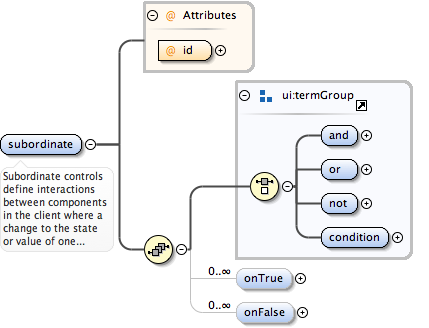 @ Attributes
@ id
ui:termGroup
subordinate
Subordinate controls
define interactions
between components
in the client where a
change to the state
or value of one...
and
or
not
condition
0..∞
onTrue
0..∞
onFalse